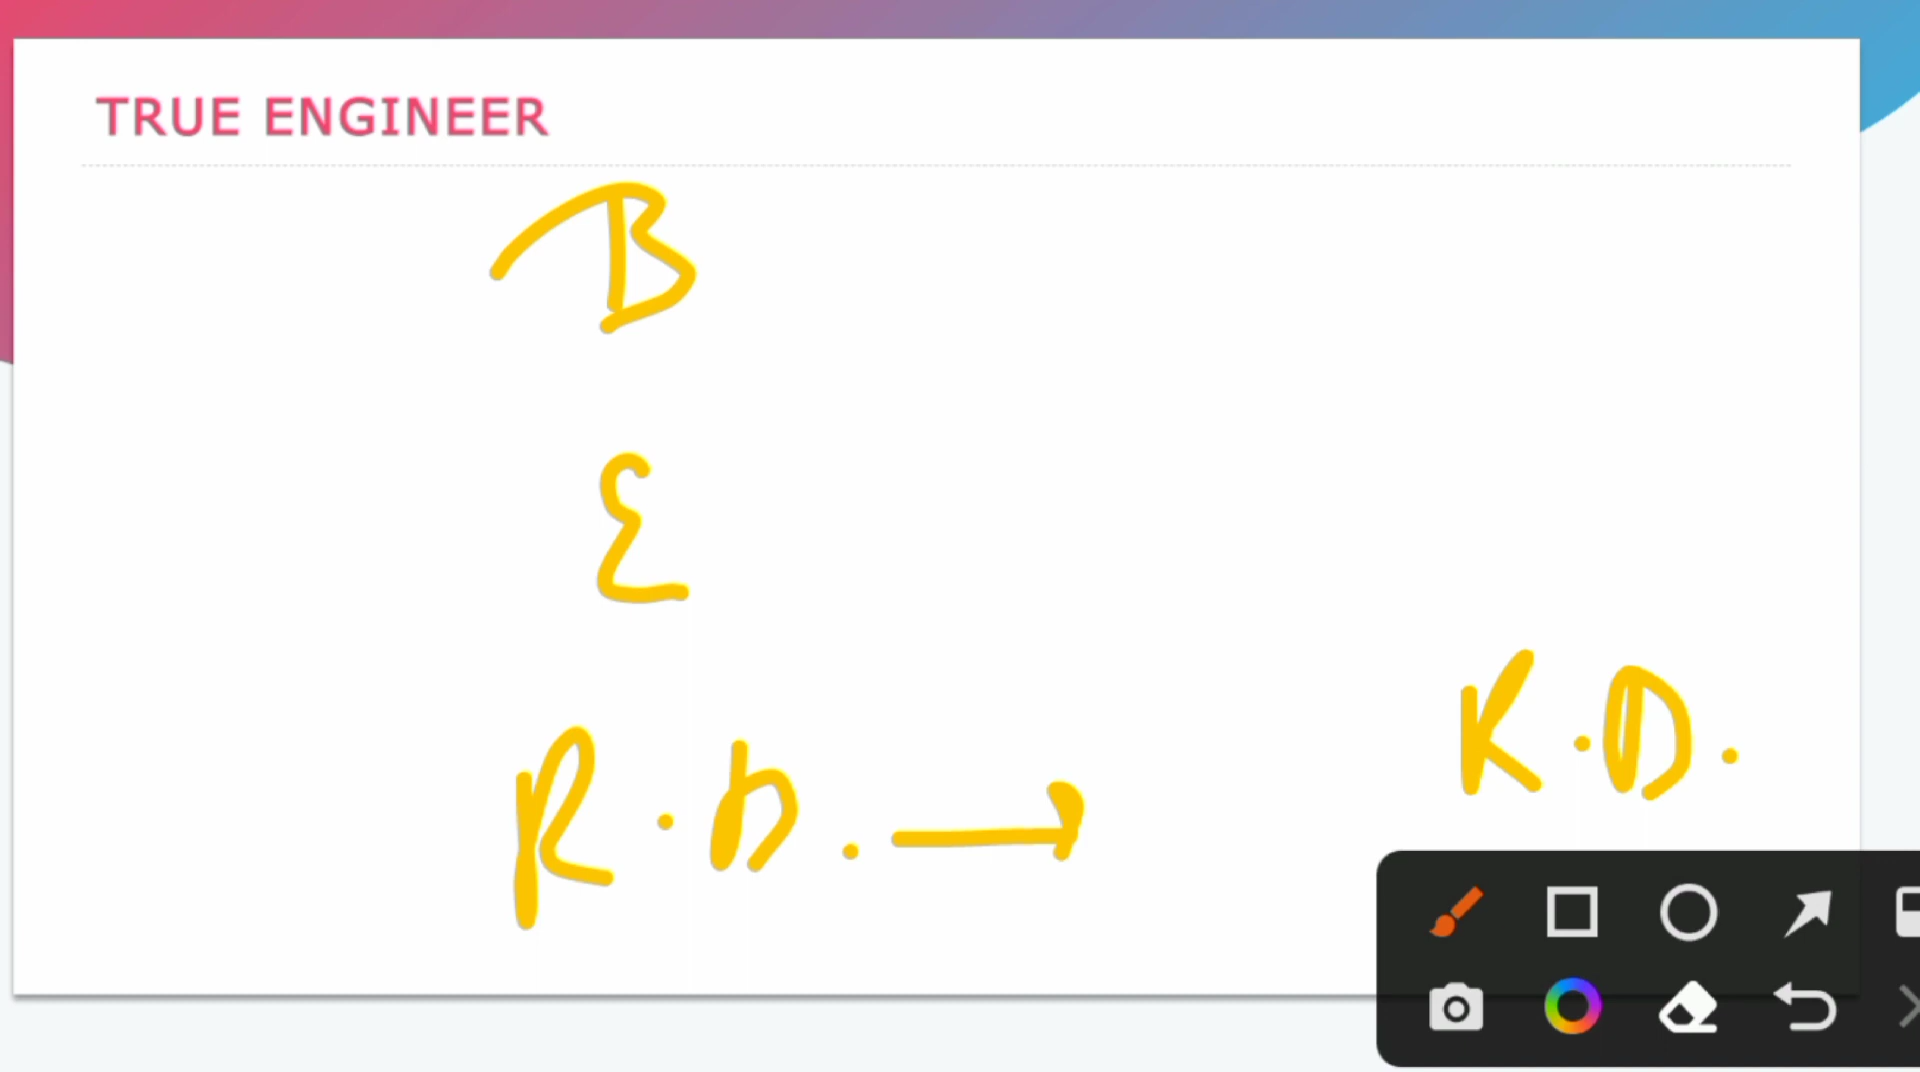 TRUE ENGINEER
B
E
R.D. → K.D.